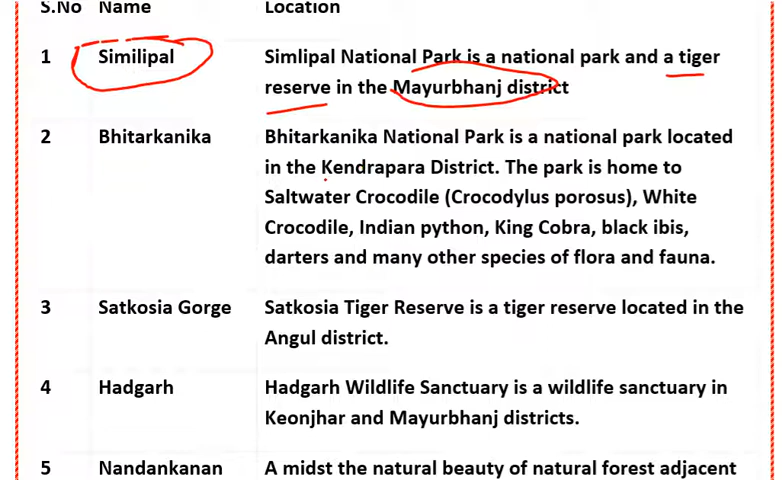 S.No Name Location
1 Similipal Simlipal National Park is a national park and a tiger
reserve in the Mayurbhanj district
2 Bhitarkanika Bhitarkanika National Park is a national park located
in the Kendrapara District. The park is home to
Saltwater Crocodile (Crocodylus porosus), White
Crocodile, Indian python, King Cobra, black ibis,
darters and many other species of flora and fauna.
3 Satkosia Gorge Satkosia Tiger Reserve is a tiger reserve located in the
Angul district.
4 Hadgarh Hadgarh Wildlife Sanctuary is a wildlife sanctuary in
Keonjhar and Mayurbhanj districts.
5 Nandankanan A midst the natural beauty of natural forest adjacent